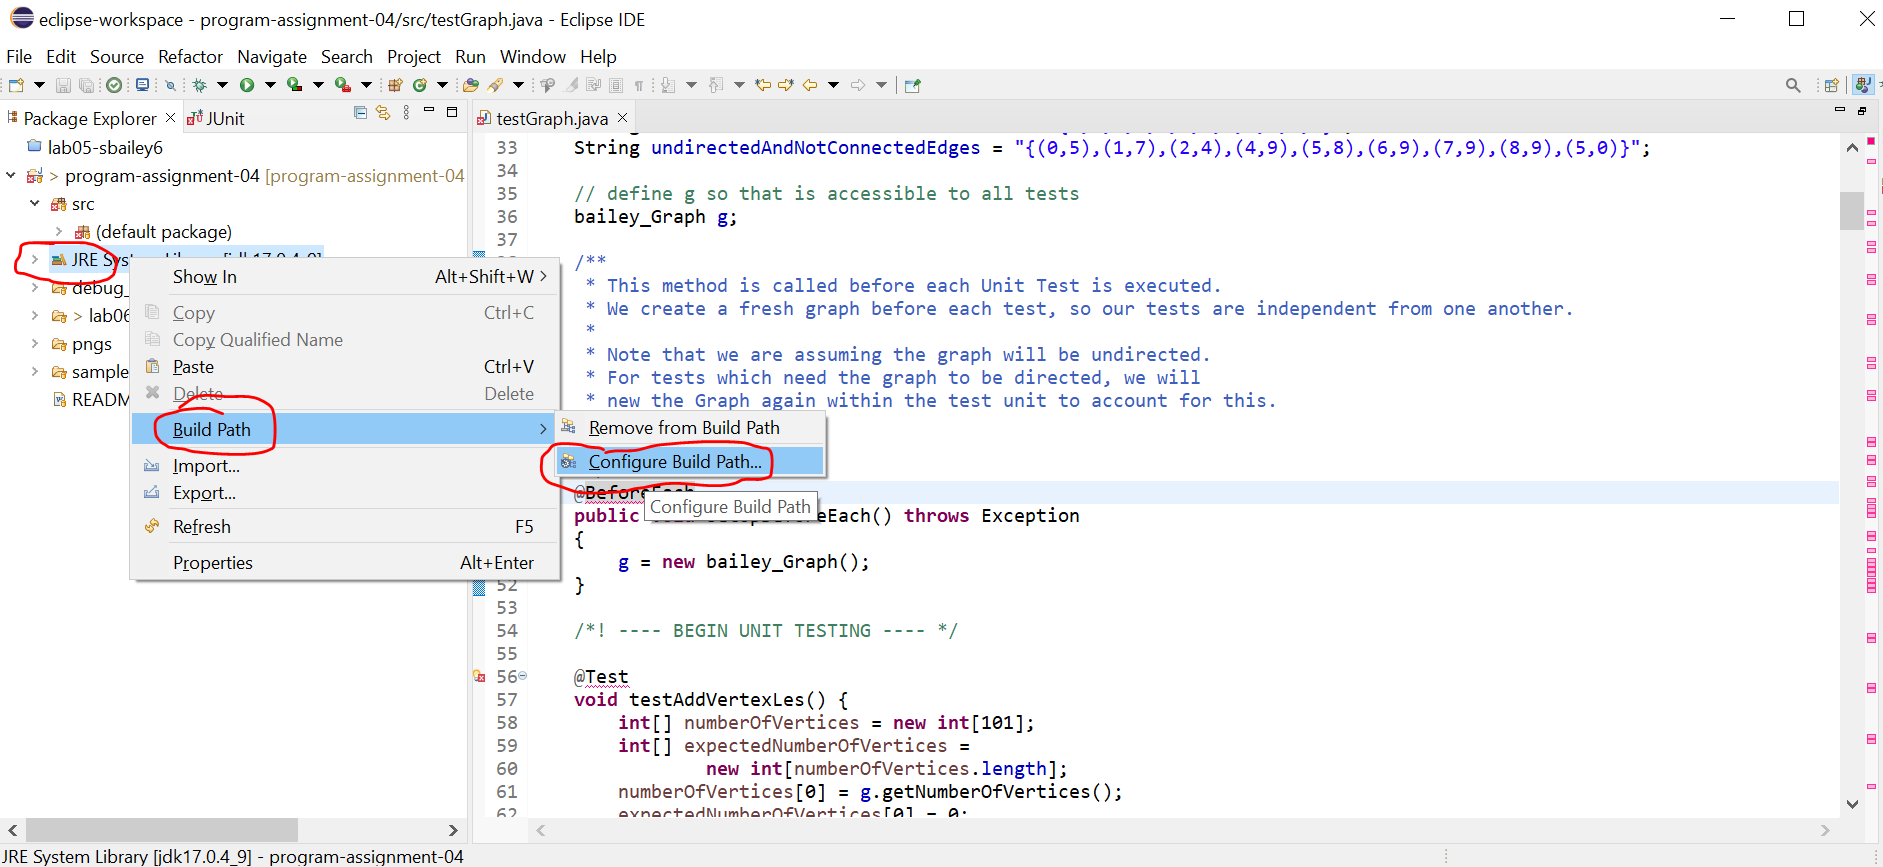 eclipse-workspace - program-assignment-04/src/testGraph.java - Eclipse IDE
File Edit Source Refactor Navigate Search Project Run Window Help
Package Explorer
JUnit
lab05-sbailey6
> program-assignment-04 [program-assignment-04
src
(default package)
JRE
debug_
> lab06
pngs
sample
READM
Show In Alt+Shift+W
Copy Ctrl+C
Copy Qualified Name
Paste Ctrl+V
Delete Delete
Build Path
Import...
Export...
Refresh F5
Properties Alt+Enter
Remove from Build Path
Configure Build Path...
Configure Build Path
testGraph.java
33 String undirectedAndNotConnectedEdges = "{(0,5),(1,7),(2,4),(4,9),(5,8),(6,9),(7,9),(8,9),(5,0)}";
34
35 // define g so that is accessible to all tests
36 bailey_Graph g;
37
/**
* This method is called before each Unit Test is executed.
* We create a fresh graph before each test, so our tests are independent from one another.
*
* Note that we are assuming the graph will be undirected.
* For tests which need the graph to be directed, we will
* new the Graph again within the test unit to account for this.
@BeforeEach
public Each() throws Exception
{
g = new bailey_Graph();
52 }
53
54 /*! ---- BEGIN UNIT TESTING ---- */
55
56 @Test
57 void testAddVertexLes() {
58 int[] numberOfVertices = new int[101];
59 int[] expectedNumberOfVertices =
60 new int[numberOfVertices.length];
61 numberOfVertices[0] = g.getNumberOfVertices();
62 expectedNumberOfVertices[0] = 0;
JRE System Library [jdk17.0.4_9] - program-assignment-04